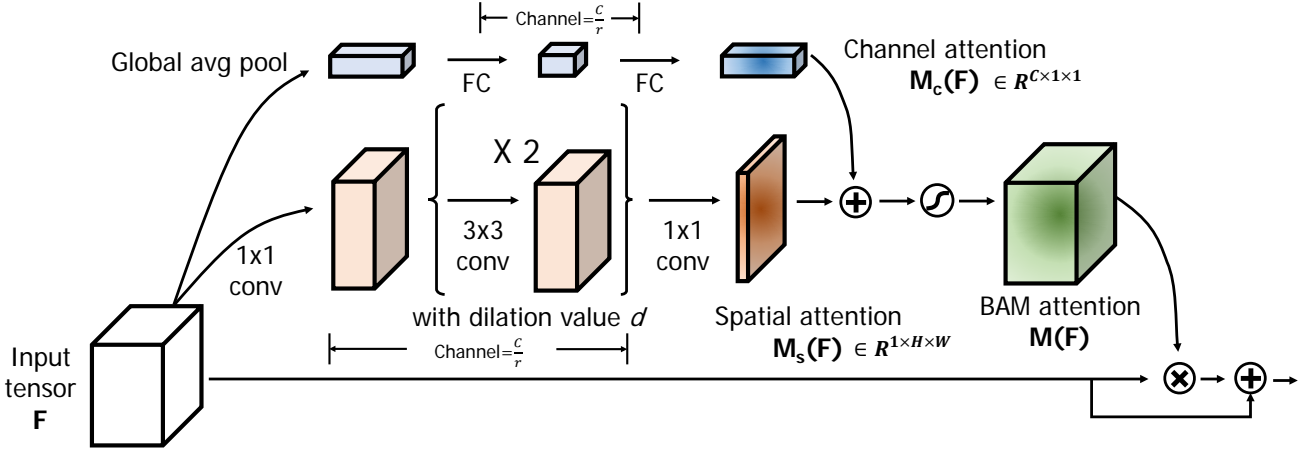 Channel=C/r
Global avg pool
FC
FC
Channel attention
Mc(F) ∈ R^C×1×1
X 2
1x1
conv
3x3
conv
1x1
conv
with dilation value d
Channel=C/r
Spatial attention
Ms(F) ∈ R^1×H×W
BAM attention
M(F)
Input
tensor
F